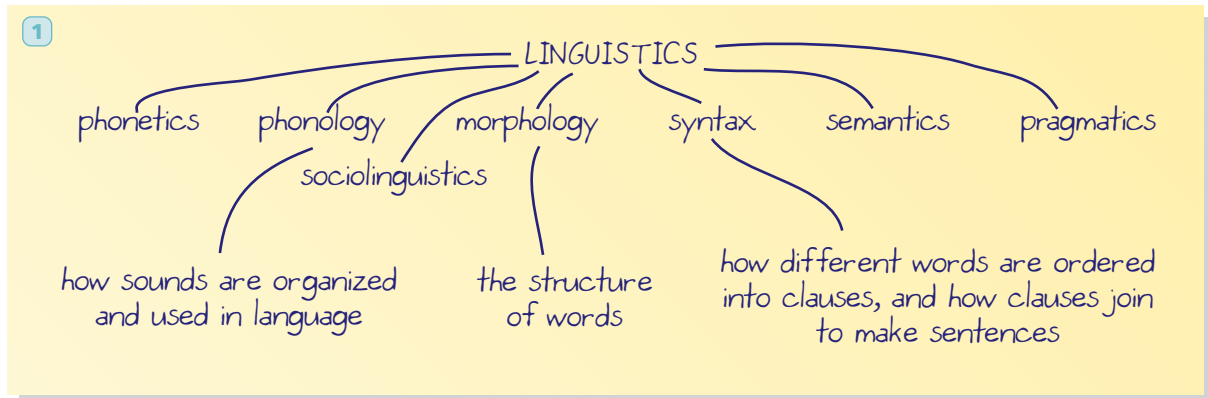 1
LINGUISTICS
phonetics phonology morphology syntax semantics pragmatics
sociolinguistics
how sounds are organized
and used in language
the structure
of words
how different words are ordered
into clauses, and how clauses join
to make sentences